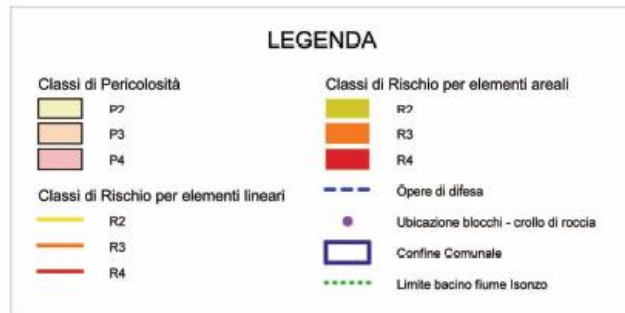 LEGENDA
Classi di Pericolosità
P2
P3
P4
Classi di Rischio per elementi lineari
R2
R3
R4
Classi di Rischio per elementi areali
R2
R3
R4
Opere di difesa
Ubicazione blocchi - crollo di roccia
Confine Comunale
Limite bacino fiume Isonzo